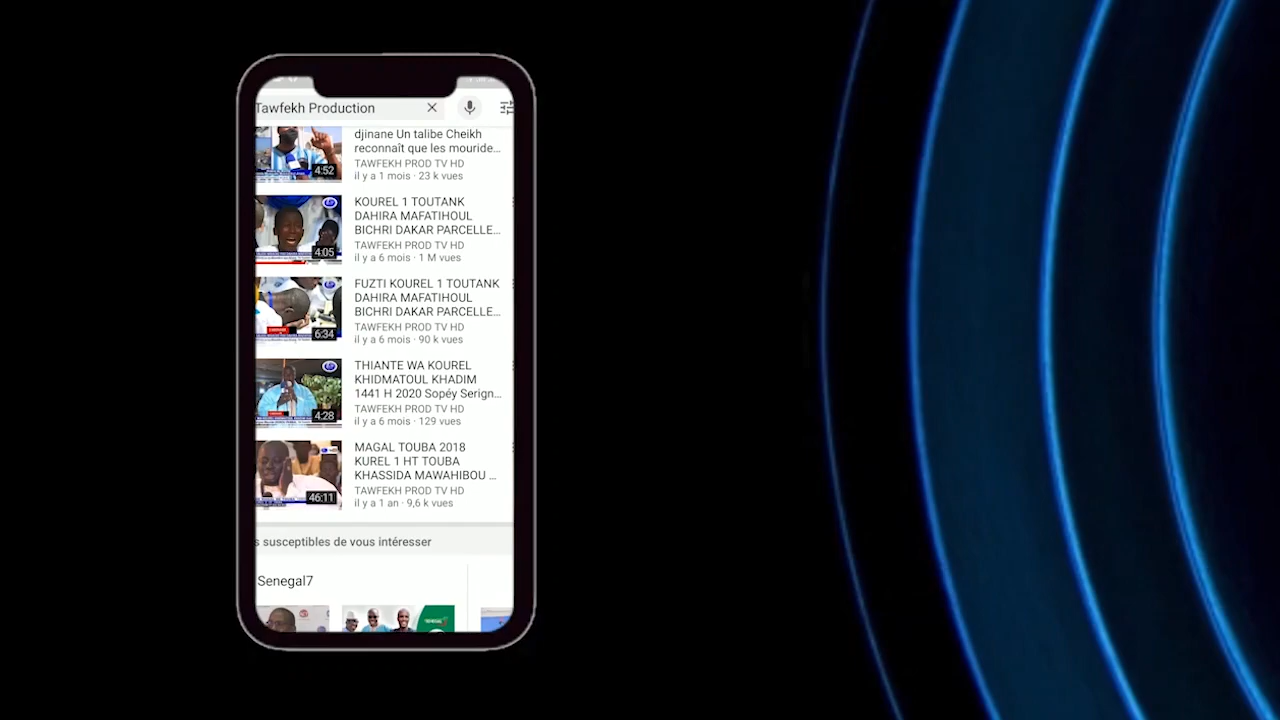 Tawfekh Production
djinane Un talibe Cheikh
reconnaît que les mouride...
TAWFEKH PROD TV HD
il y a 1 mois · 23 k vues
4:52
KOUREL 1 TOUTANK
DAHIRA MAFATIHOUL
BICHRI DAKAR PARCELLE...
TAWFEKH PROD TV HD
il y a 6 mois · 1 M vues
4:05
FUZTI KOUREL 1 TOUTANK
DAHIRA MAFATIHOUL
BICHRI DAKAR PARCELLE...
TAWFEKH PROD TV HD
il y a 6 mois · 90 k vues
6:34
THIANTE WA KOUREL
KHIDMATOUL KHADIM
1441 H 2020 Sopéy Serign...
TAWFEKH PROD TV HD
il y a 6 mois · 13 k vues
4:28
MAGAL TOUBA 2018
KUREL 1 HT TOUBA
KHASSIDA MAWAHIBOU ...
TAWFEKH PROD TV HD
il y a 1 an · 9,6 k vues
46:11
s susceptibles de vous intéresser
Senegal7